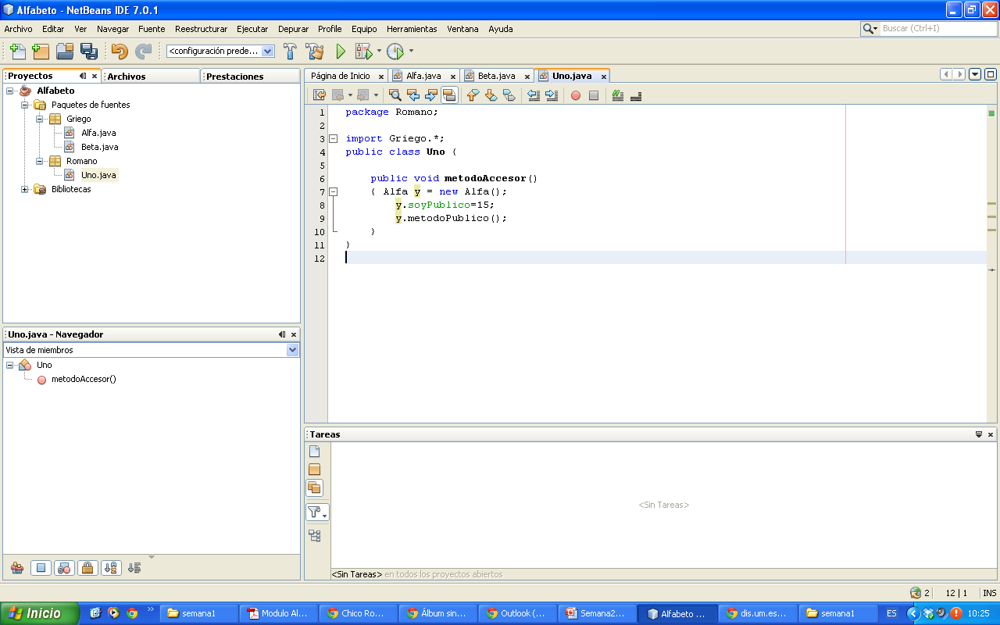 Alfabeto - NetBeans IDE 7.0.1
Archivo Editar Ver Navegar Fuente Reestructurar Ejecutar Depurar Profile Equipo Herramientas Ventana Ayuda
Buscar (Ctrl+I)
<configuración prede...
Proyectos Archivos Prestaciones
Alfabeto
Paquetes de fuentes
Griego
Alfa.java
Beta.java
Romano
Uno.java
Bibliotecas
Página de Inicio Alfa.java Beta.java Uno.java
1 package Romano;
2
3 import Griego.*;
4 public class Uno {
5
6 public void metodoAccesor()
7 { Alfa y = new Alfa();
8 y.soyPublico=15;
9 y.metodoPublico();
10 }
11 }
12
Uno.java - Navegador
Vista de miembros
Uno
metodoAccesor()
Tareas
<Sin Tareas>
<Sin Tareas> en todos los proyectos abiertos
2 12 | 1 INS
Inicio semana1 Modulo Al... Chico Ro... Álbum sin... Outlook (... Semana2... Alfabeto ... dis.um.es... semana1 ES 10:25